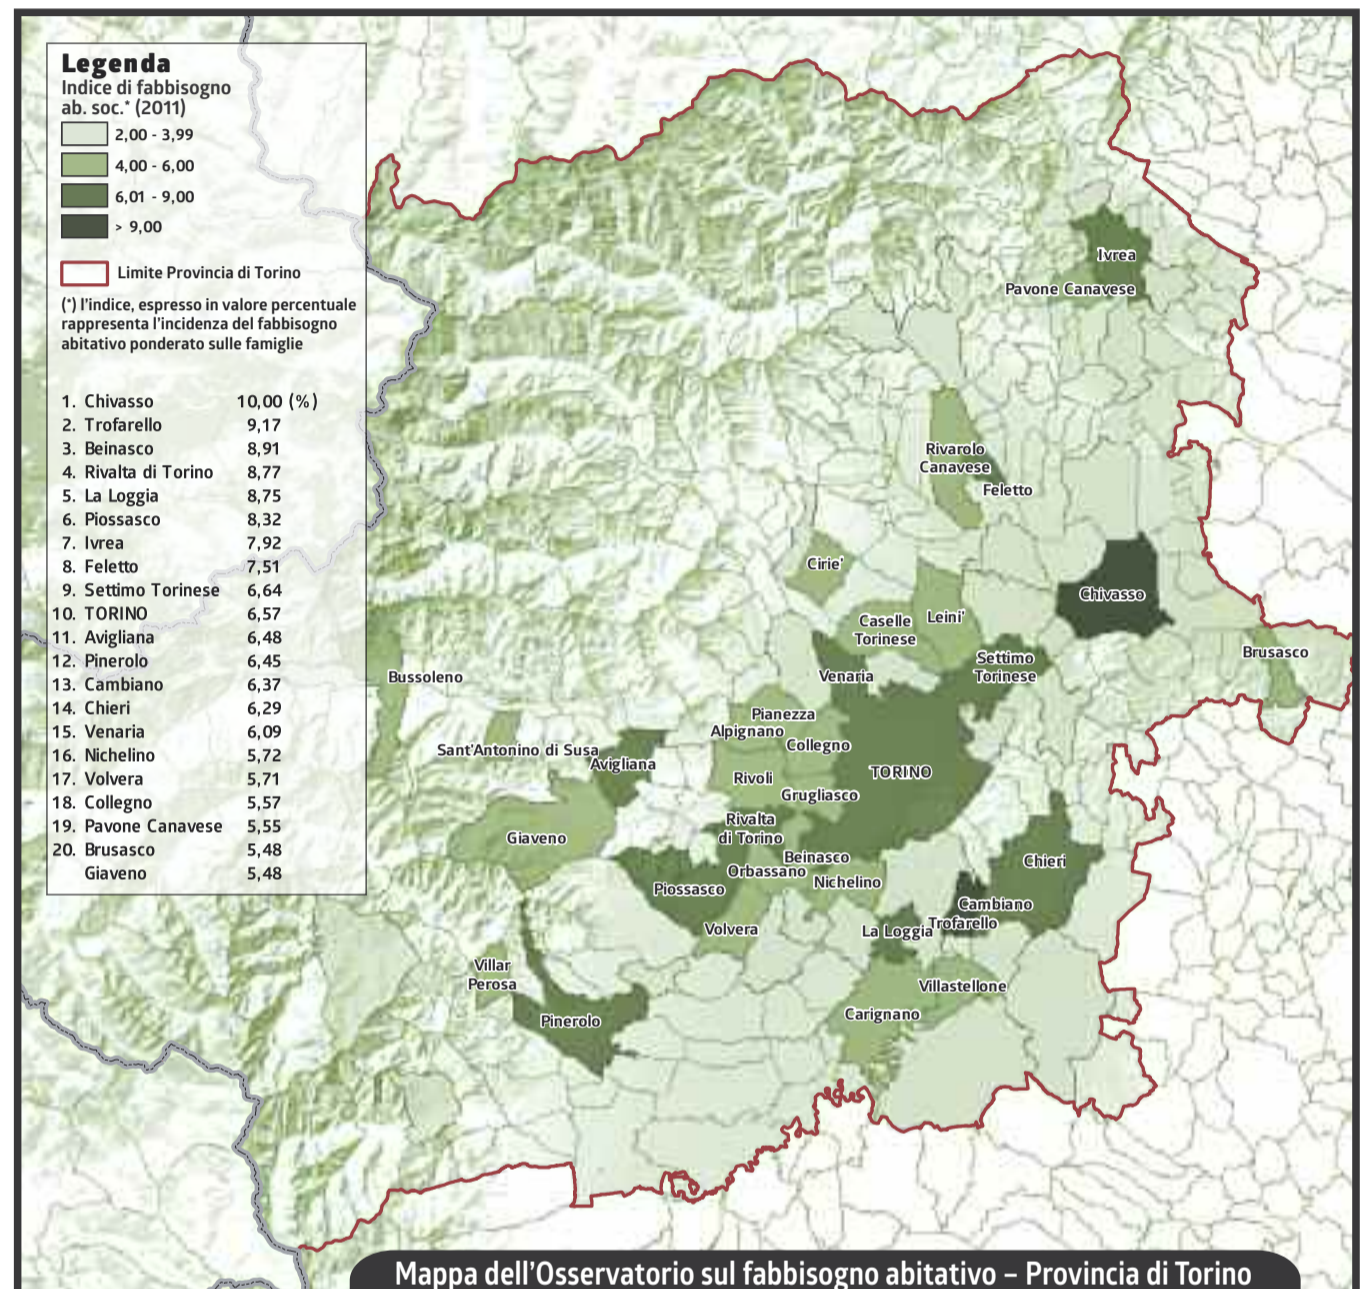 Legenda
Indice di fabbisogno
ab. soc.* (2011)
2,00 - 3,99
4,00 - 6,00
6,01 - 9,00
> 9,00
Limite Provincia di Torino
(*) l'indice, espresso in valore percentuale
rappresenta l'incidenza del fabbisogno
abitativo ponderato sulle famiglie
1. Chivasso 10,00 (%)
2. Trofarello 9,17
3. Beinasco 8,91
4. Rivalta di Torino 8,77
5. La Loggia 8,75
6. Piossasco 8,32
7. Ivrea 7,92
8. Feletto 7,51
9. Settimo Torinese 6,64
10. TORINO 6,57
11. Avigliana 6,48
12. Pinerolo 6,45
13. Cambiano 6,37
14. Chieri 6,29
15. Venaria 6,09
16. Nichelino 5,72
17. Volvera 5,71
18. Collegno 5,57
19. Pavone Canavese 5,55
20. Brusasco 5,48
Giaveno 5,48
Ivrea
Pavone Canavese
Rivarolo
Canavese
Feletto
Cirie'
Chivasso
Leini'
Caselle
Torinese
Brusasco
Settimo
Torinese
Venaria
Bussoleno
Pianezza
Alpignano
Collegno
Sant'Antonino di Susa
Avigliana
TORINO
Rivoli
Grugliasco
Rivalta
di Torino
Giaveno
Beinasco
Chieri
Orbassano
Nichelino
Piossasco
Cambiano
Trofarello
La Loggia
Volvera
Villar
Perosa
Villastellone
Carignano
Pinerolo
Mappa dell'Osservatorio sul fabbisogno abitativo – Provincia di Torino